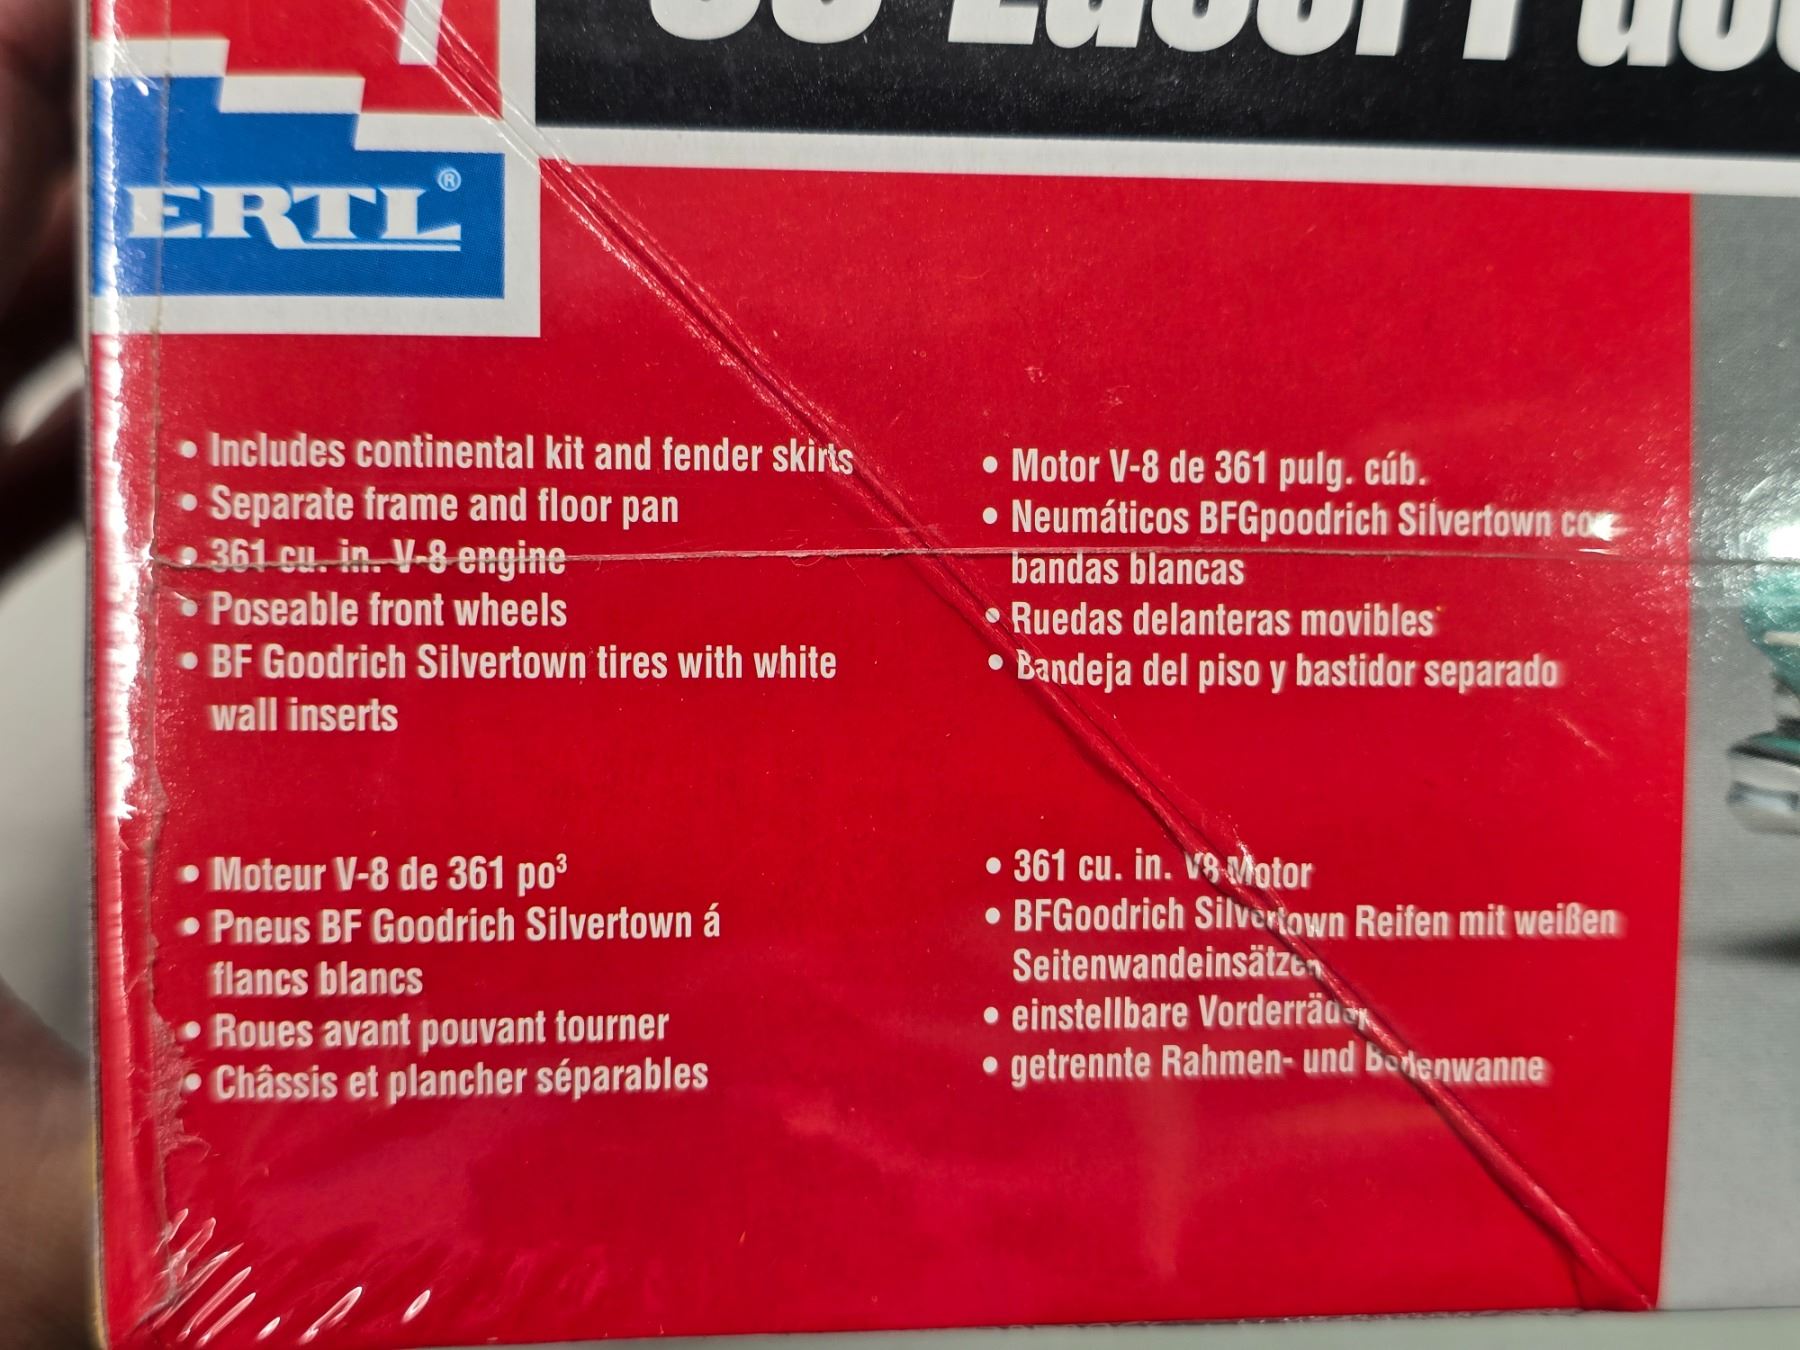 ERTL®
• Includes continental kit and fender skirts
• Separate frame and floor pan
• 361 cu. in. V-8 engine
• Poseable front wheels
• BF Goodrich Silvertown tires with white
wall inserts
• Motor V-8 de 361 pulg. cúb.
• Neumáticos BFGpoodrich Silvertown con
bandas blancas
• Ruedas delanteras movibles
• Bandeja del piso y bastidor separado
• Moteur V-8 de 361 po³
• Pneus BF Goodrich Silvertown á
flancs blancs
• Roues avant pouvant tourner
• Châssis et plancher séparables
• 361 cu. in. V8 Motor
• BFGoodrich Silvertown Reifen mit weißen
Seitenwandeinsätzen
• einstellbare Vorderräder
• getrennte Rahmen- und Bodenwanne